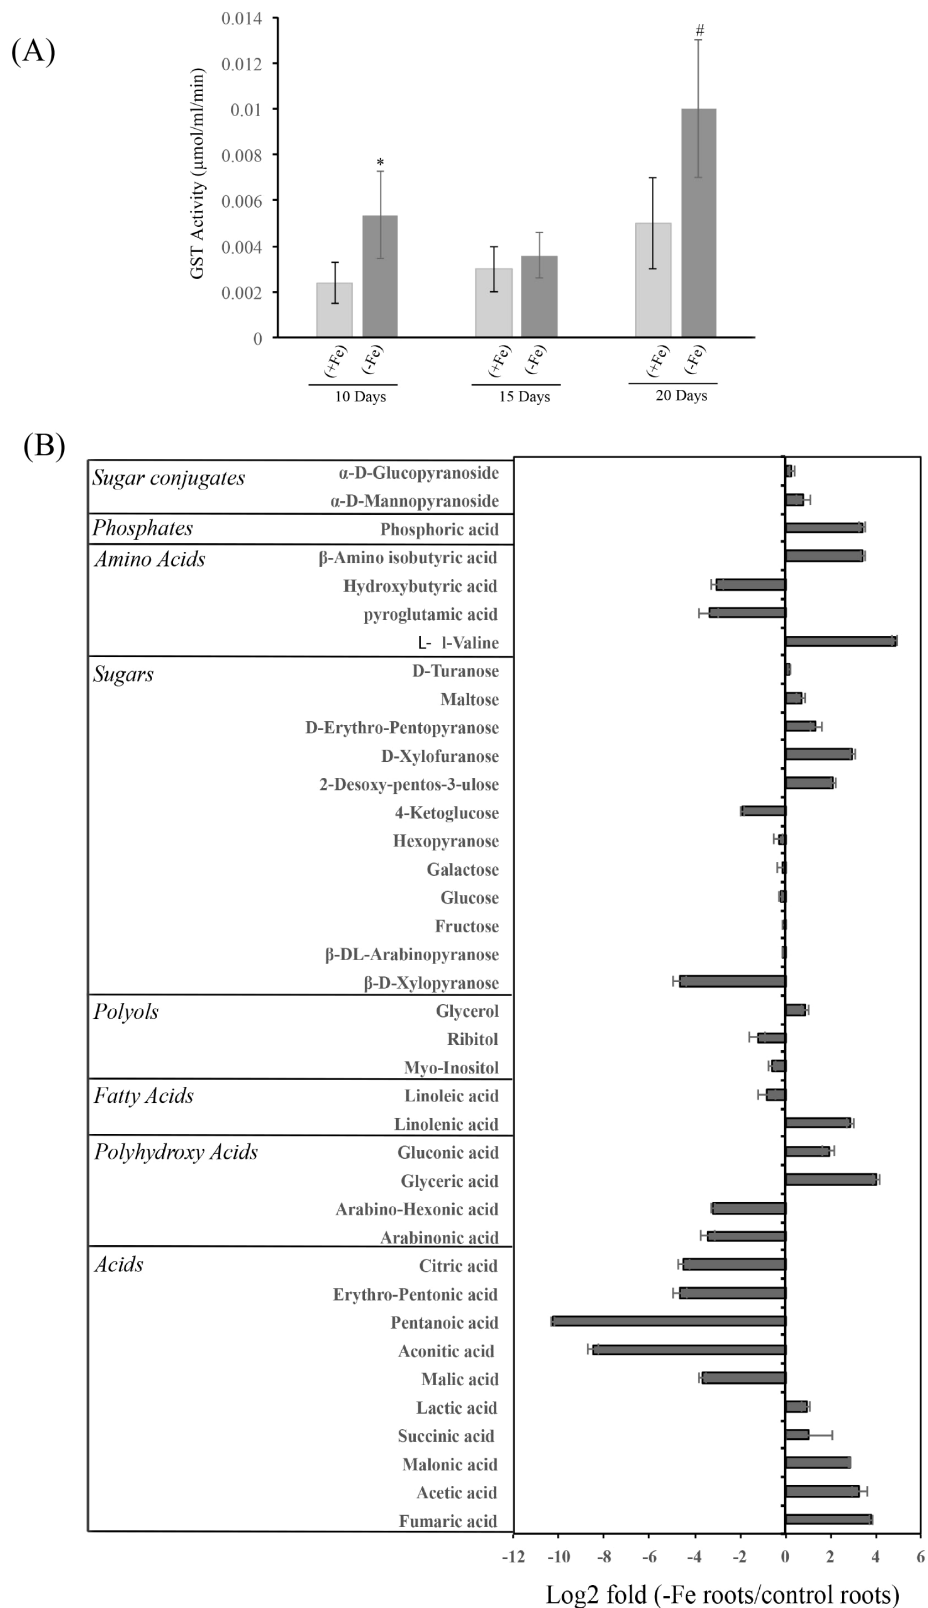 (A)
GST Activity (µmol/ml/min)
0.014
0.012
0.01
0.008
0.006
0.004
0.002
0
*
#
(+Fe) (-Fe) (+Fe) (-Fe) (+Fe) (-Fe)
10 Days 15 Days 20 Days
(B)
Sugar conjugates α-D-Glucopyranoside
α-D-Mannopyranoside
Phosphates Phosphoric acid
Amino Acids β-Amino isobutyric acid
Hydroxybutyric acid
pyroglutamic acid
L- l-Valine
Sugars D-Turanose
Maltose
D-Erythro-Pentopyranose
D-Xylofuranose
2-Desoxy-pentos-3-ulose
4-Ketoglucose
Hexopyranose
Galactose
Glucose
Fructose
β-DL-Arabinopyranose
β-D-Xylopyranose
Polyols Glycerol
Ribitol
Myo-Inositol
Fatty Acids Linoleic acid
Linolenic acid
Polyhydroxy Acids Gluconic acid
Glyceric acid
Arabino-Hexonic acid
Arabinonic acid
Acids Citric acid
Erythro-Pentonic acid
Pentanoic acid
Aconitic acid
Malic acid
Lactic acid
Succinic acid
Malonic acid
Acetic acid
Fumaric acid
-12 -10 -8 -6 -4 -2 0 2 4 6
Log2 fold (-Fe roots/control roots)